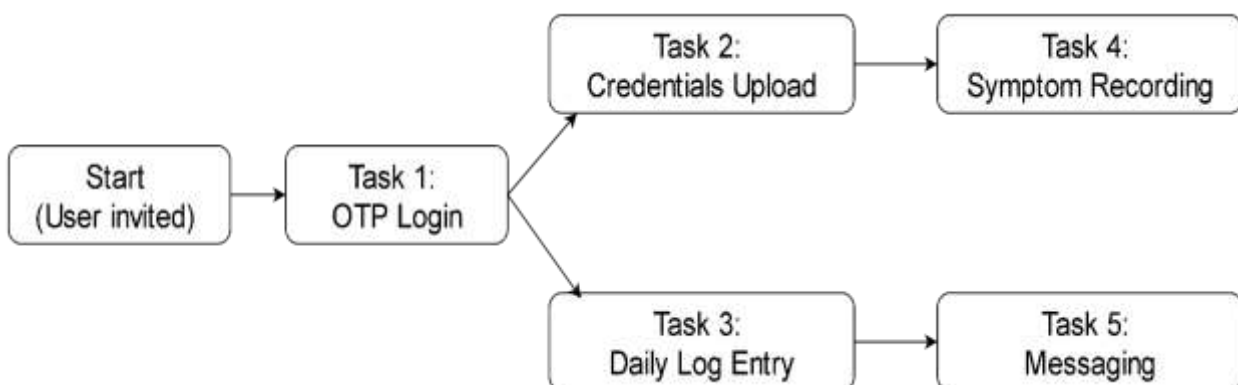 Start
(User invited)
Task 1:
OTP Login
Task 2:
Credentials Upload
Task 4:
Symptom Recording
Task 3:
Daily Log Entry
Task 5:
Messaging